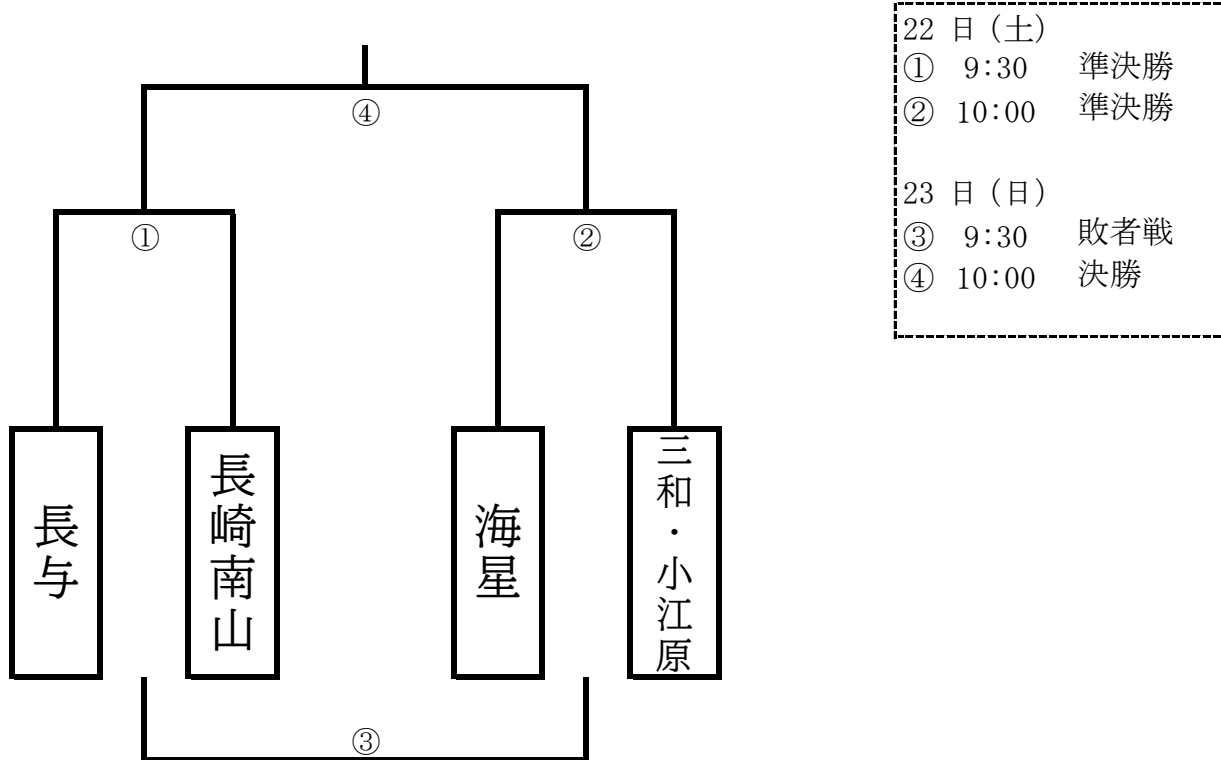 22 日（土）
① 9:30 準決勝
② 10:00 準決勝
23 日（日）
③ 9:30 敗者戦
④ 10:00 決勝
④
①
②
長与
長崎南山
海星
三和・小江原
③